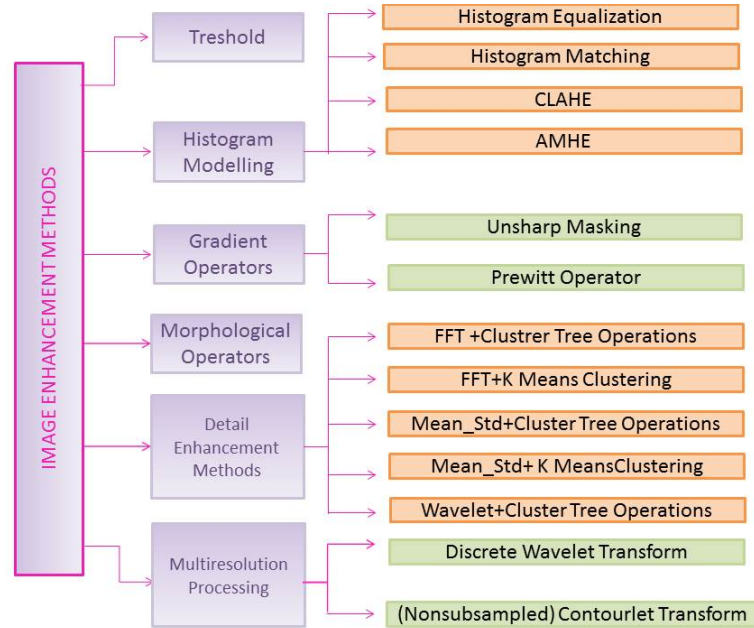 IMAGE ENHANCEMENT METHODS
Treshold
Histogram
Modelling
Histogram Equalization
Histogram Matching
CLAHE
AMHE
Gradient
Operators
Unsharp Masking
Prewitt Operator
Morphological
Operators
Detail
Enhancement
Methods
FFT +Clustrer Tree Operations
FFT+K Means Clustering
Mean_Std+Cluster Tree Operations
Mean_Std+ K MeansClustering
Wavelet+Cluster Tree Operations
Multiresolution
Processing
Discrete Wavelet Transform
(Nonsubsampled) Contourlet Transform